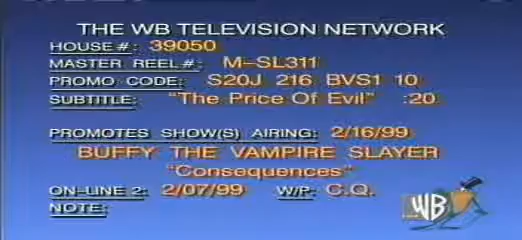 THE WB TELEVISION NETWORK
HOUSE #: 39050
MASTER REEL #: M-SL311
PROMO CODE: S20J 216 BVS1 10
SUBTITLE: "The Price Of Evil" :20
PROMOTES SHOW(S) AIRING: 2/16/99
BUFFY THE VAMPIRE SLAYER
"Consequences"
ON-LINE 2: 2/07/99 W/P: C.Q.
NOTE:
WB